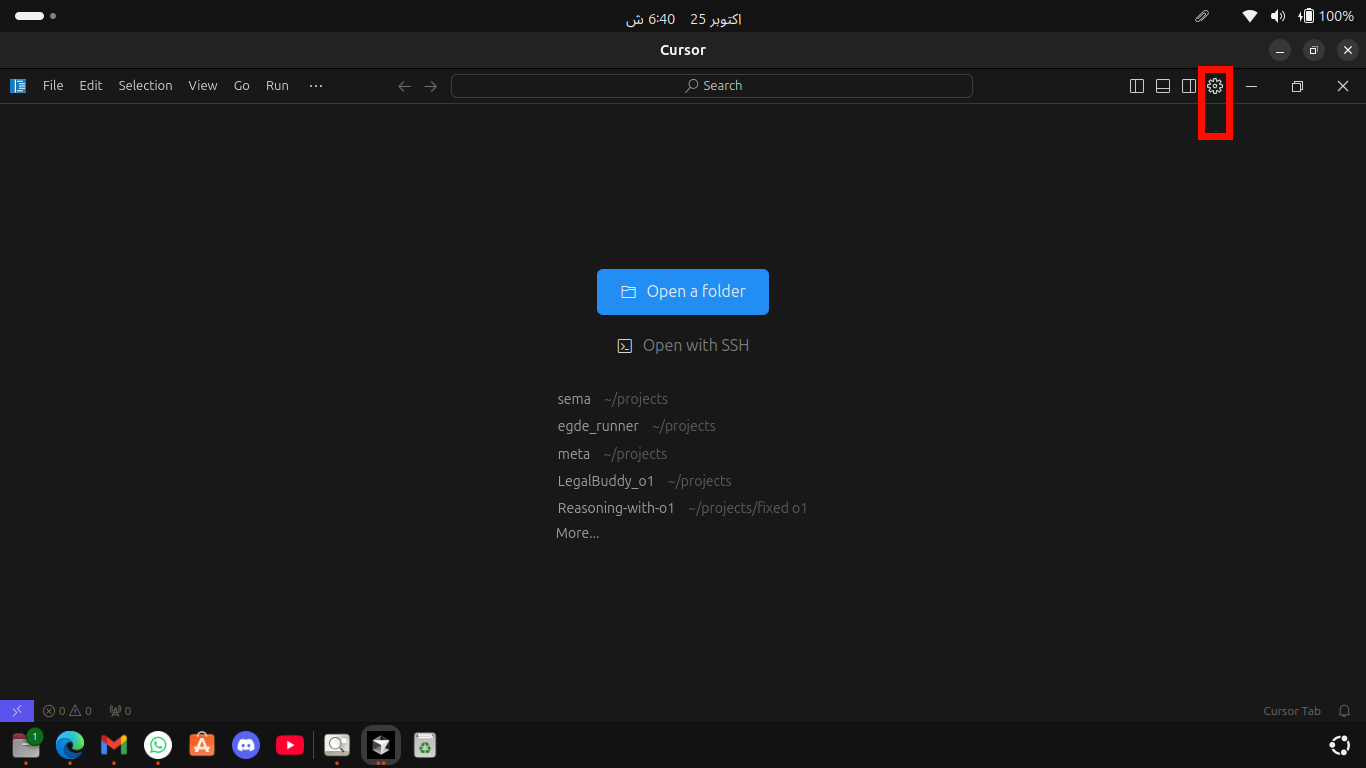 اکتوبر 25 6:40 ش
100%
Cursor
File Edit Selection View Go Run ···
Search
Open a folder
Open with SSH
sema ~/projects
egde_runner ~/projects
meta ~/projects
LegalBuddy_o1 ~/projects
Reasoning-with-o1 ~/projects/fixed o1
More...
0 0 0
Cursor Tab
1